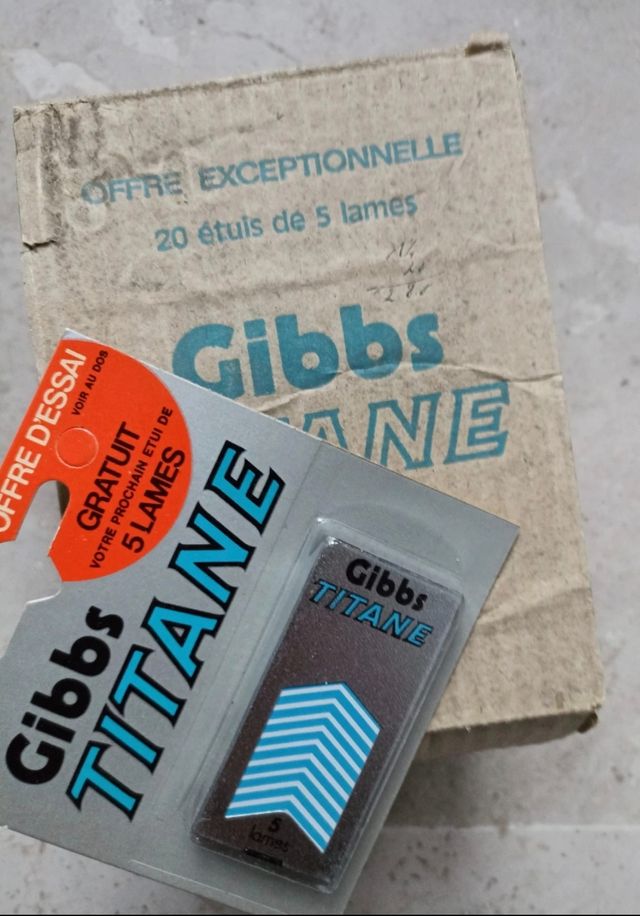 OFFRE EXCEPTIONNELLE
20 étuis de 5 lames
Gibbs
ANE
OFFRE D'ESSAI
VOIR AU DOS
GRATUIT
VOTRE PROCHAIN ETUI DE
5 LAMES
Gibbs
TITANE
Gibbs
TITANE
5
lames